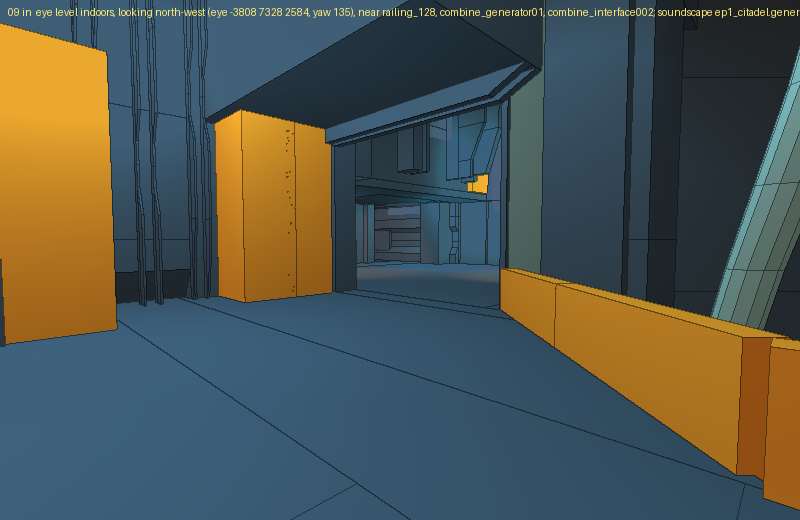 09 in eye level indoors, looking north-west (eye -3808 7328 2584, yaw 135), near railing_128, combine_generator01, combine_interface002; soundscape ep1_citadel.gener